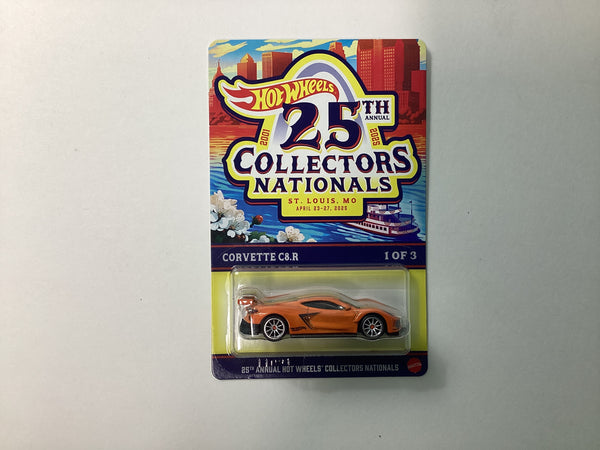 HOT WHEELS
25TH
ANNUAL
2001
2025
COLLECTORS
NATIONALS
ST. LOUIS, MO
APRIL 23-27, 2025
CORVETTE C8.R
1 OF 3
25TH ANNUAL HOT WHEELS® COLLECTORS NATIONALS